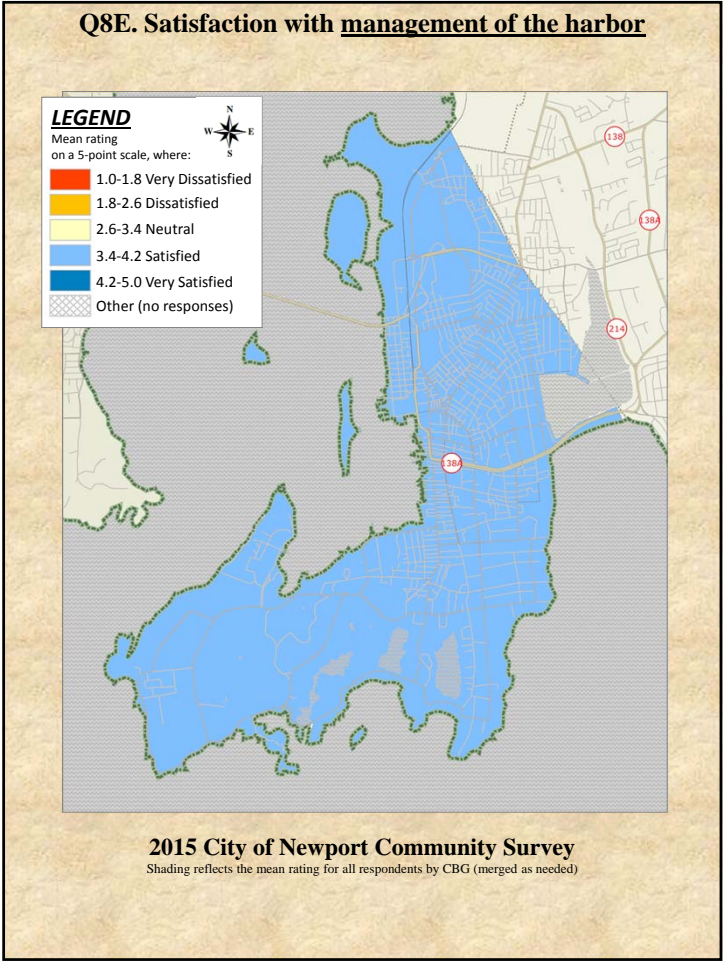 Q8E. Satisfaction with management of the harbor
LEGEND
Mean rating
on a 5-point scale, where:
N
W E
S
1.0-1.8 Very Dissatisfied
1.8-2.6 Dissatisfied
2.6-3.4 Neutral
3.4-4.2 Satisfied
4.2-5.0 Very Satisfied
Other (no responses)
138
138A
214
138A
2015 City of Newport Community Survey
Shading reflects the mean rating for all respondents by CBG (merged as needed)